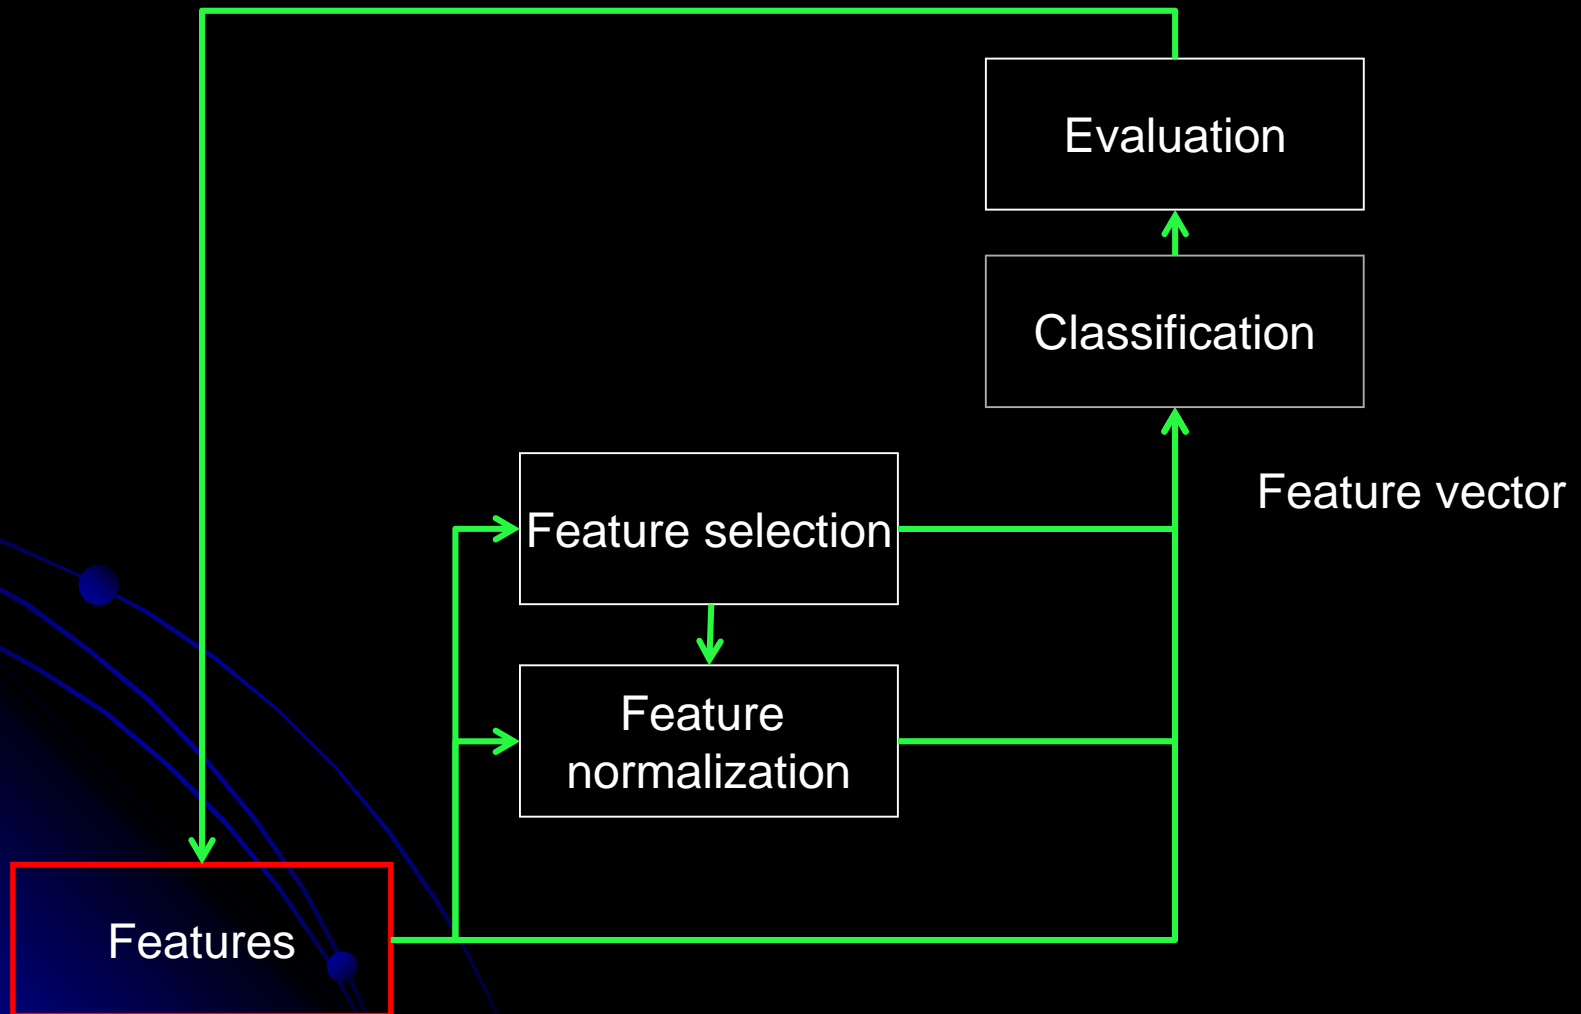 Evaluation
Classification
Feature vector
Feature selection
Feature
normalization
Features